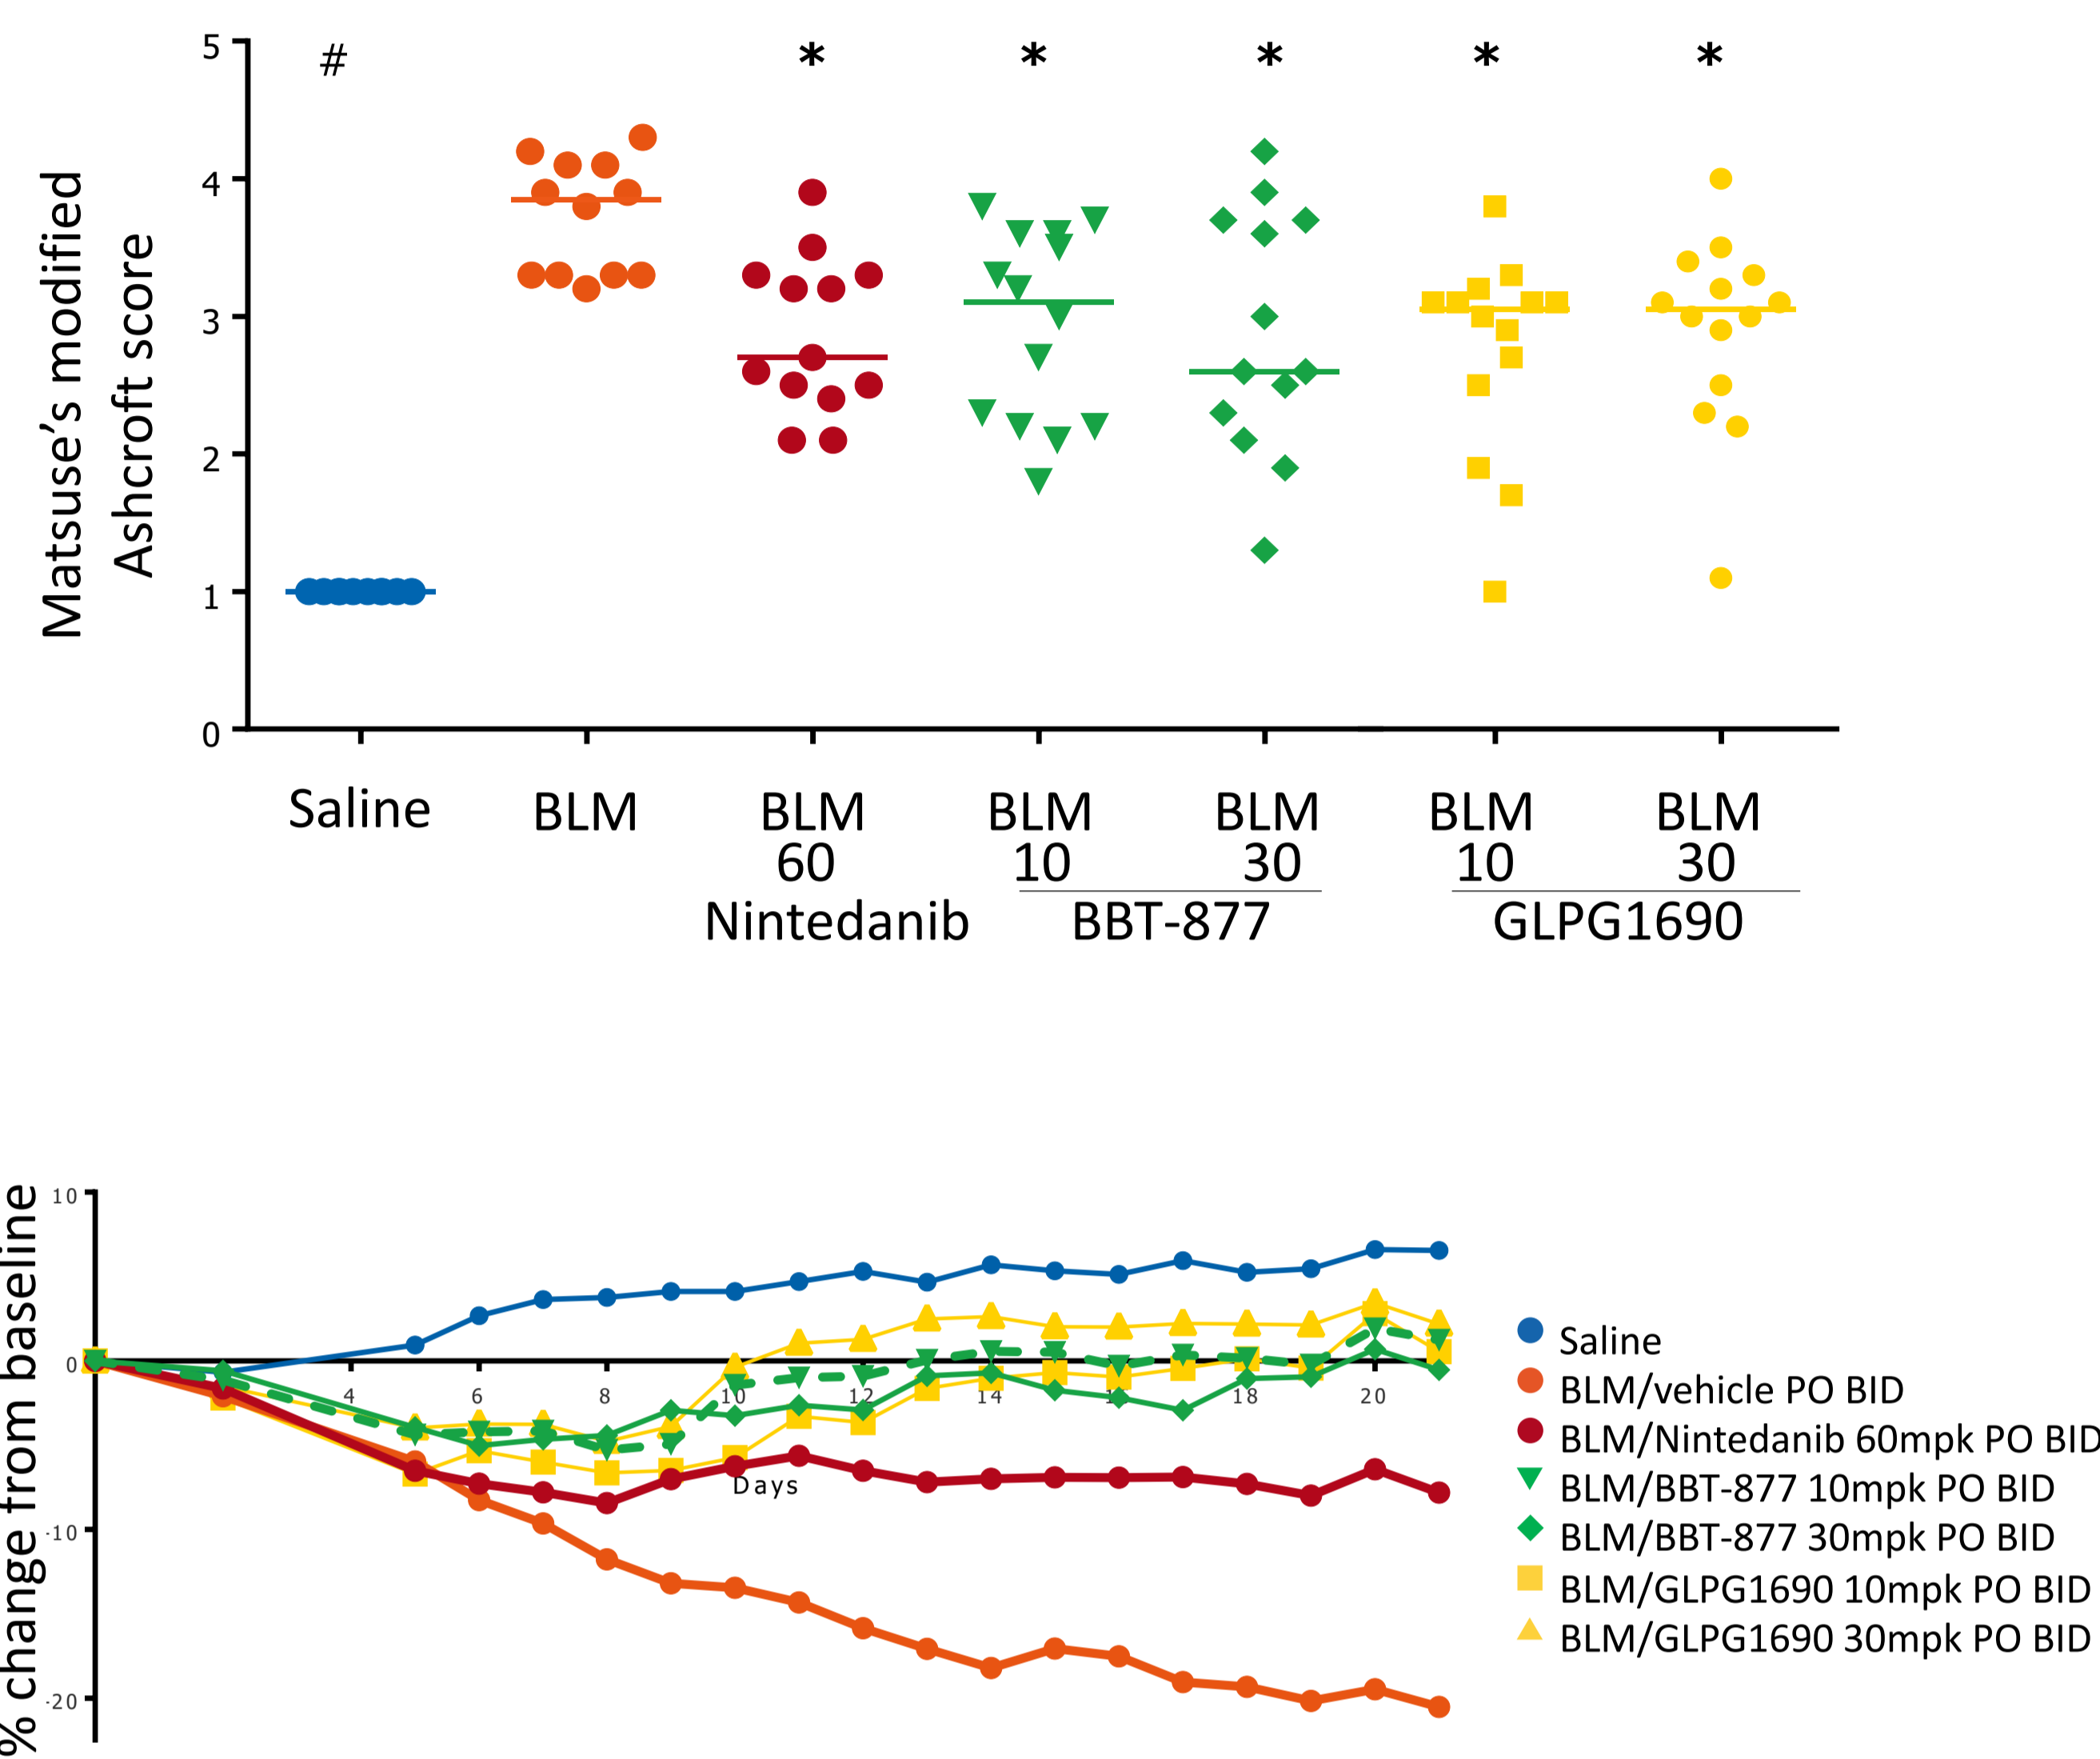 Matsuse's modified
Ashcroft score
5
4
3
2
1
0
# * * * * *
Saline BLM BLM BLM BLM BLM BLM
60 10 30 10 30
Nintedanib BBT-877 GLPG1690
% change from baseline
10
0
-10
-20
4 6 8 10 12 14 18 20
Days
Saline
BLM/vehicle PO BID
BLM/Nintedanib 60mpk PO BID
BLM/BBT-877 10mpk PO BID
BLM/BBT-877 30mpk PO BID
BLM/GLPG1690 10mpk PO BID
BLM/GLPG1690 30mpk PO BID